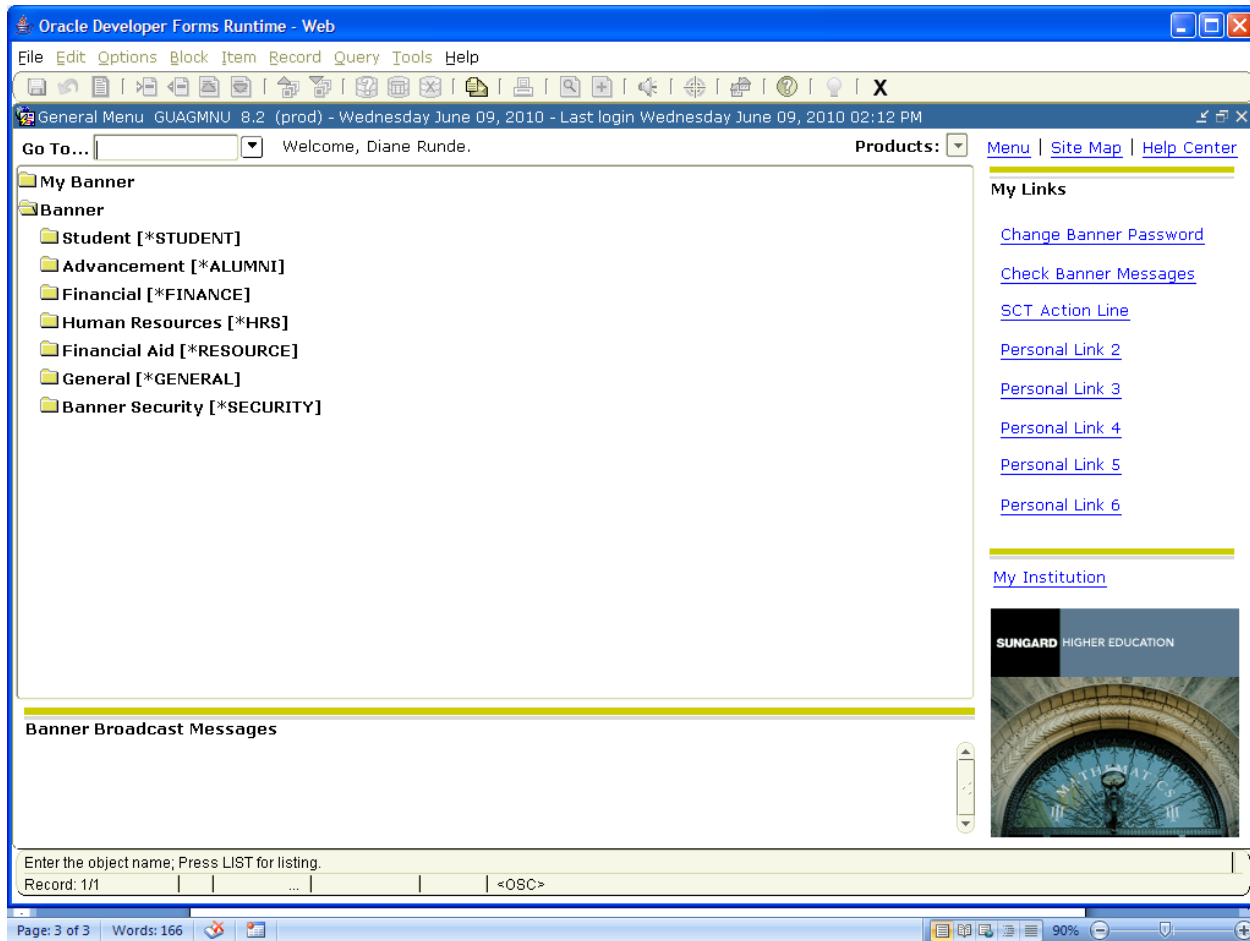 Oracle Developer Forms Runtime - Web
File Edit Options Block Item Record Query Tools Help
X
General Menu GUAGMNU 8.2 (prod) - Wednesday June 09, 2010 - Last login Wednesday June 09, 2010 02:12 PM
Go To... Welcome, Diane Runde. Products: Menu | Site Map | Help Center
My Banner
Banner
Student [*STUDENT]
Advancement [*ALUMNI]
Financial [*FINANCE]
Human Resources [*HRS]
Financial Aid [*RESOURCE]
General [*GENERAL]
Banner Security [*SECURITY]
My Links
Change Banner Password
Check Banner Messages
SCT Action Line
Personal Link 2
Personal Link 3
Personal Link 4
Personal Link 5
Personal Link 6
My Institution
SUNGARD HIGHER EDUCATION
MATHEMATICS
Banner Broadcast Messages
Enter the object name; Press LIST for listing.
Record: 1/1 ... <OSC>
Page: 3 of 3 Words: 166 90%